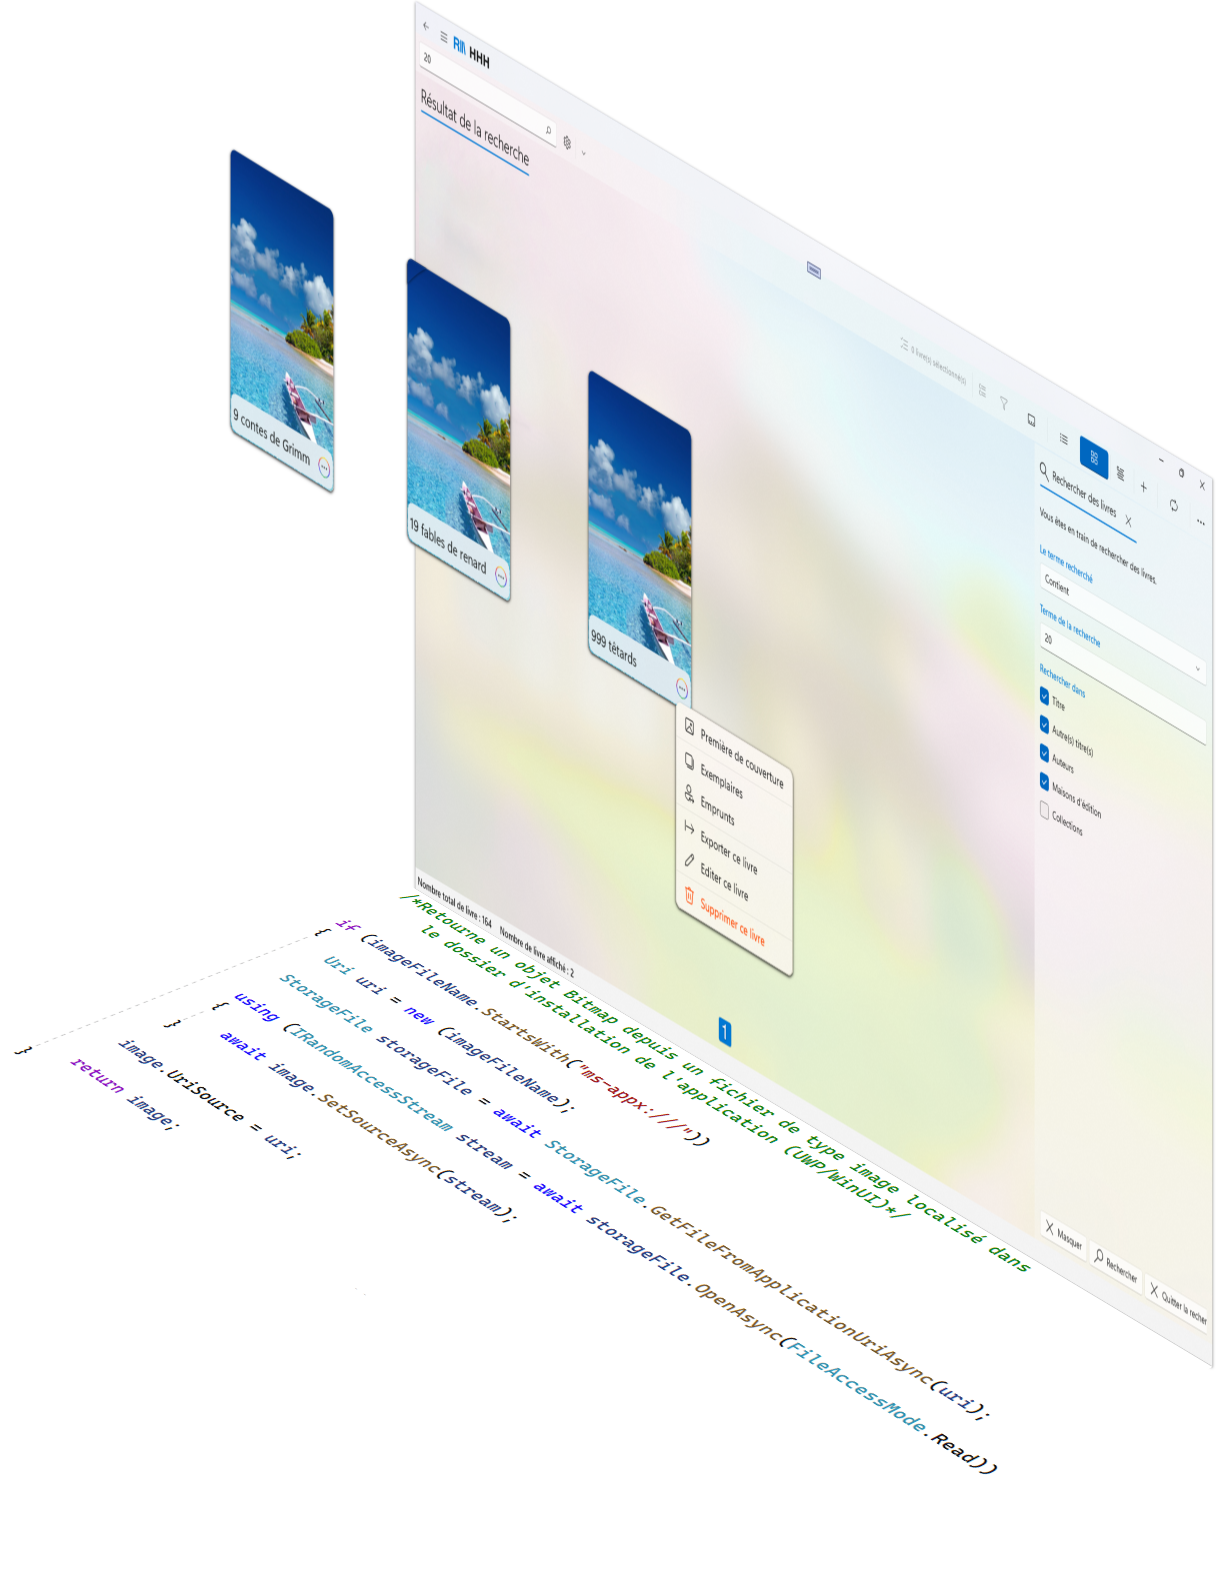 HHH
20
Résultat de la recherche
0 livre(s) sélectionné(s)
9 contes de Grimm
19 fables de renard
999 têtards
Première de couverture
Exemplaires
Emprunts
Exporter ce livre
Editer ce livre
Supprimer ce livre
Rechercher des livres
Vous êtes en train de rechercher des livres.
Le terme recherché
Contient
Terme de la recherche
20
Rechercher dans
Titre
Autre(s) titre(s)
Auteurs
Maisons d'édition
Collections
Masquer
Rechercher
Quitter la recher
Nombre total de livre : 164 Nombre de livre affiché : 2
1
/*Retourne un objet Bitmap depuis un fichier de type image localisé dans
le dossier d'installation de l'application (UWP/WinUI)*/
if (imageFileName.StartsWith("ms-appx:///"))
{
Uri uri = new (imageFileName);
StorageFile storageFile = await StorageFile.GetFileFromApplicationUriAsync(uri);
using (IRandomAccessStream stream = await storageFile.OpenAsync(FileAccessMode.Read))
{
await image.SetSourceAsync(stream);
}
image.UriSource = uri;
return image;
}